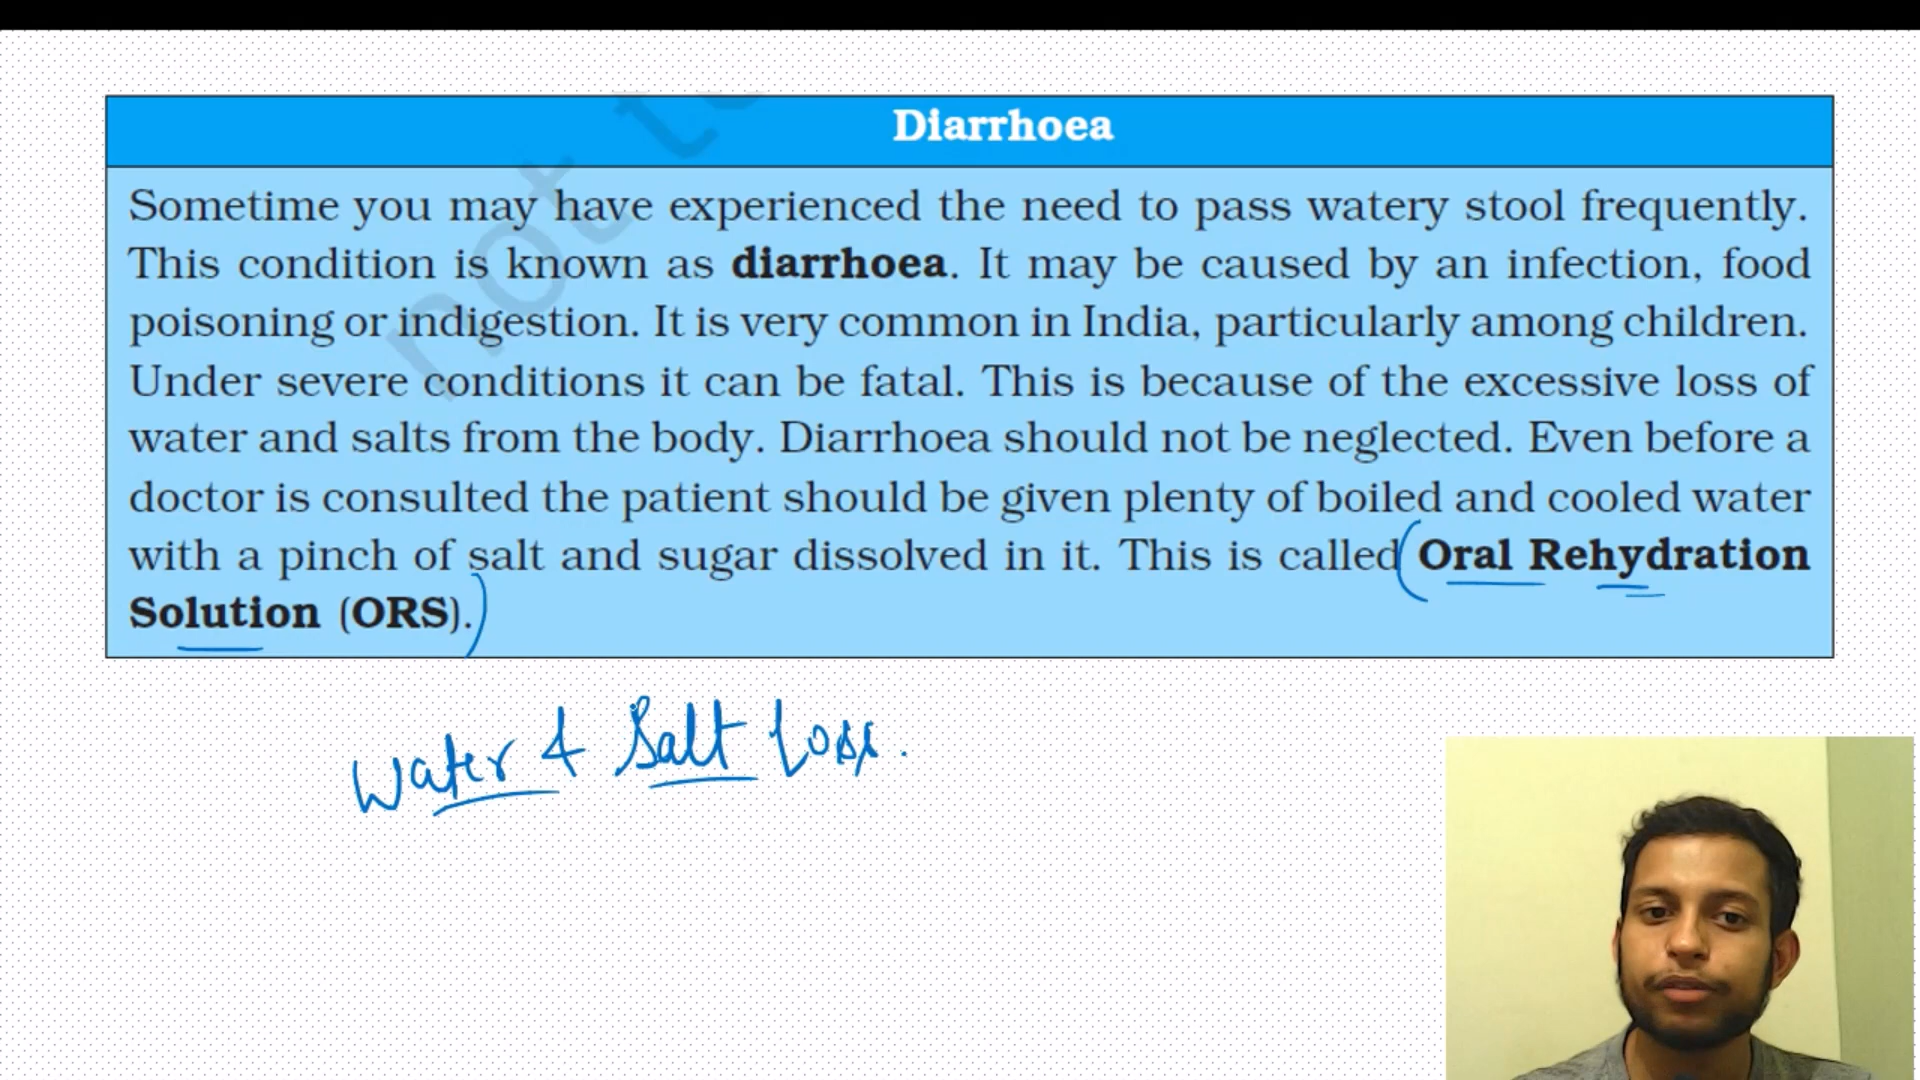 Diarrhoea
Sometime you may have experienced the need to pass watery stool frequently.
This condition is known as diarrhoea. It may be caused by an infection, food
poisoning or indigestion. It is very common in India, particularly among children.
Under severe conditions it can be fatal. This is because of the excessive loss of
water and salts from the body. Diarrhoea should not be neglected. Even before a
doctor is consulted the patient should be given plenty of boiled and cooled water
with a pinch of salt and sugar dissolved in it. This is called Oral Rehydration
Solution (ORS).
Water & Salt Loss.
not to